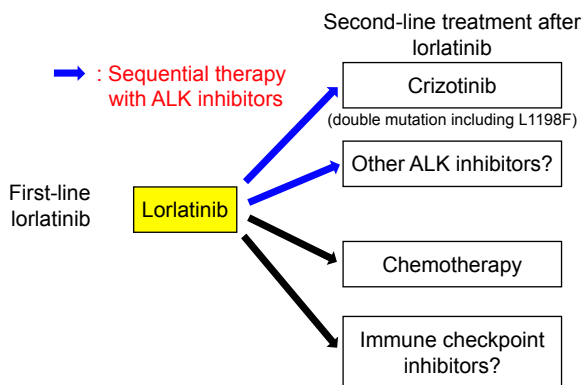 Second-line treatment after
lorlatinib
: Sequential therapy
with ALK inhibitors
Crizotinib
(double mutation including L1198F)
Other ALK inhibitors?
First-line
lorlatinib
Lorlatinib
Chemotherapy
Immune checkpoint
inhibitors?